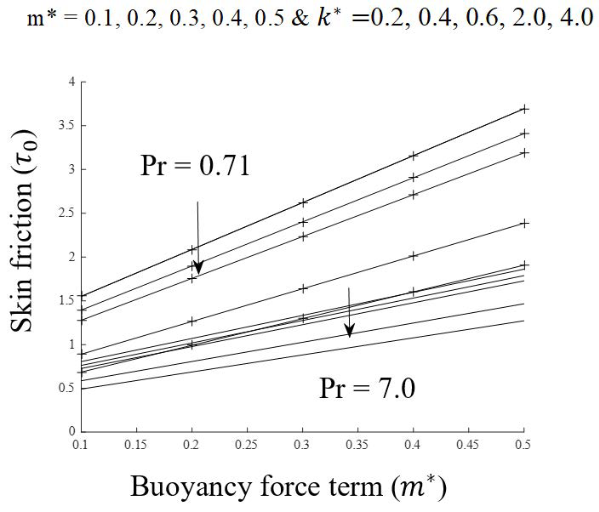 m* = 0.1, 0.2, 0.3, 0.4, 0.5 & k* =0.2, 0.4, 0.6, 2.0, 4.0
4
3.5
3
2.5
2
1.5
1
0.5
0
Skin friction (τ₀)
Pr = 0.71
Pr = 7.0
0.1 0.15 0.2 0.25 0.3 0.35 0.4 0.45 0.5
Buoyancy force term (m*)